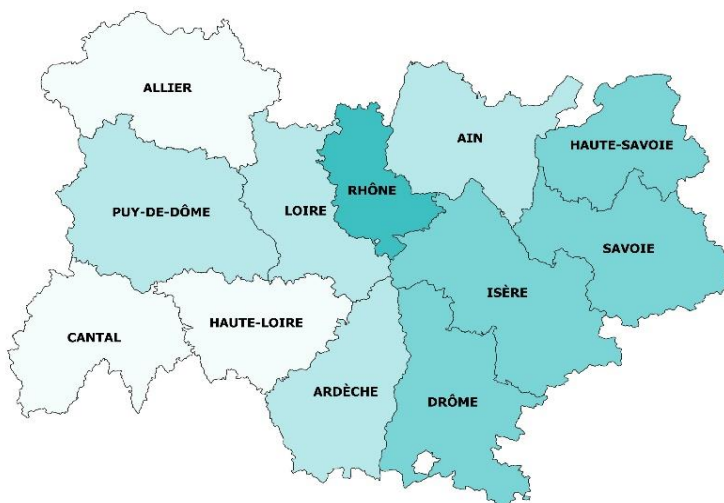 ALLIER
AIN
HAUTE-SAVOIE
RHÔNE
PUY-DE-DÔME
LOIRE
SAVOIE
ISÈRE
HAUTE-LOIRE
CANTAL
ARDÈCHE
DRÔME